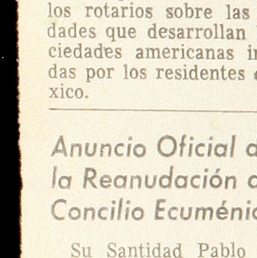 los rotarios sobre las
dades que desarrollan
ciedades americanas
das por los residentes
xico.
Anuncio Oficial
la Reanudación
Concilio
Su Santidad Pablo